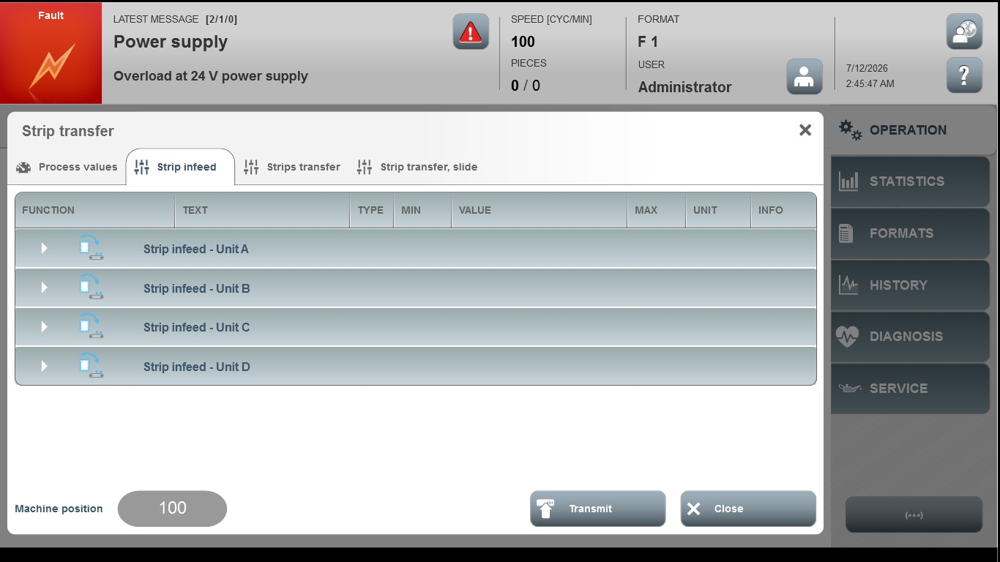 Fault
LATEST MESSAGE [2/1/0]
Power supply
Overload at 24 V power supply
SPEED [CYC/MIN]
100
PIECES
0 / 0
FORMAT
F 1
USER
Administrator
7/12/2026
2:45:47 AM
?
Strip transfer
Process values
Strip infeed
Strips transfer
Strip transfer, slide
FUNCTION TEXT TYPE MIN VALUE MAX UNIT INFO
Strip infeed - Unit A
Strip infeed - Unit B
Strip infeed - Unit C
Strip infeed - Unit D
Machine position 100
Transmit
Close
OPERATION
STATISTICS
FORMATS
HISTORY
DIAGNOSIS
SERVICE
(•••)